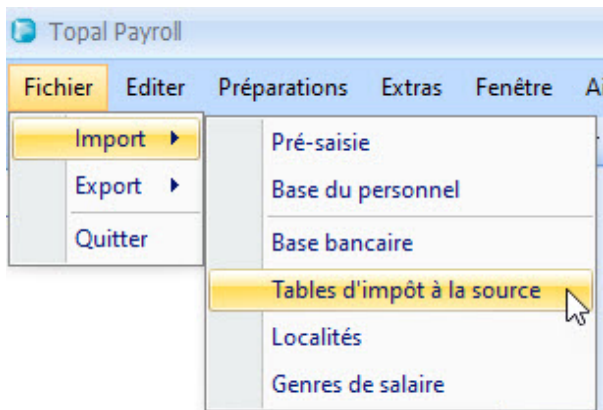 Topal Payroll
Fichier Editer Préparations Extras Fenêtre
Import
Export
Quitter
Pré-saisie
Base du personnel
Base bancaire
Tables d'impôt à la source
Localités
Genres de salaire